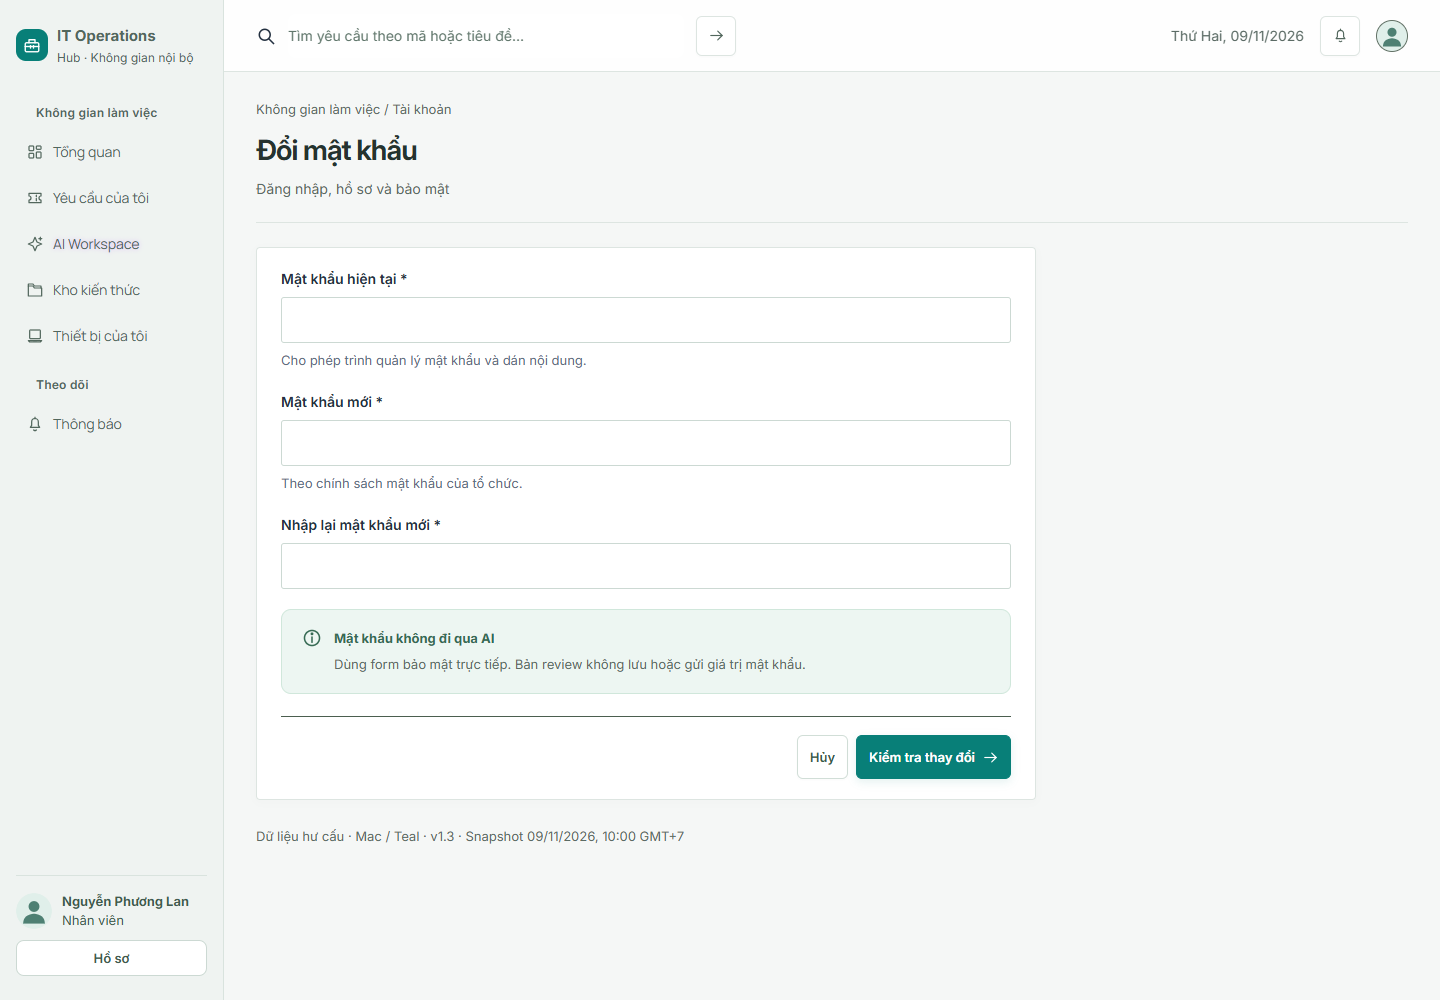 IT Operations
Hub · Không gian nội bộ
Không gian làm việc
Tổng quan
Yêu cầu của tôi
AI Workspace
Kho kiến thức
Thiết bị của tôi
Theo dõi
Thông báo
Nguyễn Phương Lan
Nhân viên
Hồ sơ
Tìm yêu cầu theo mã hoặc tiêu đề...
Thứ Hai, 09/11/2026
Không gian làm việc / Tài khoản
Đổi mật khẩu
Đăng nhập, hồ sơ và bảo mật
Mật khẩu hiện tại *
Cho phép trình quản lý mật khẩu và dán nội dung.
Mật khẩu mới *
Theo chính sách mật khẩu của tổ chức.
Nhập lại mật khẩu mới *
Mật khẩu không đi qua AI
Dùng form bảo mật trực tiếp. Bản review không lưu hoặc gửi giá trị mật khẩu.
Hủy
Kiểm tra thay đổi
Dữ liệu hư cấu · Mac / Teal · v1.3 · Snapshot 09/11/2026, 10:00 GMT+7